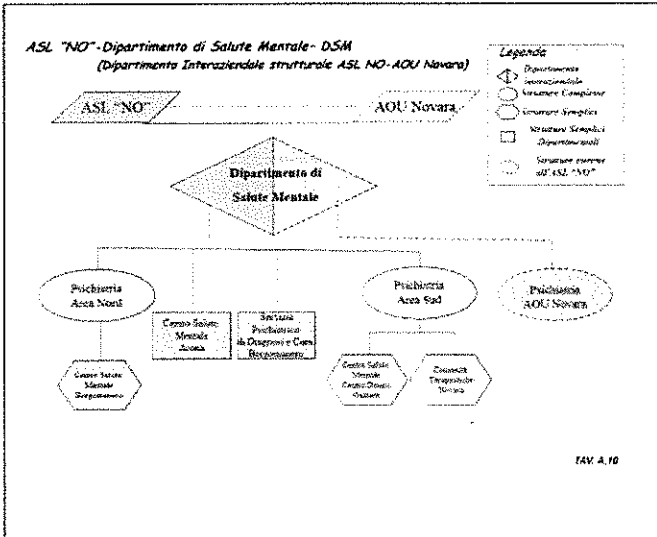 ASL "NO"-Dipartimento di Salute Mentale- DSM
(Dipartimento Interaziendale strutturale ASL NO-AOU Novara)
Legenda
Dipartimento
Interaziendale
Strutture Complesse
Strutture Semplici
Strutture Semplici
Dipartimentali
Strutture esterne
all'ASL "NO"
ASL "NO"
AOU Novara
Dipartimento di
Salute Mentale
Psichiatria
Area Nord
Centro Salute
Mentale
Arona
Servizio
Psichiatrico
di Diagnosi e Cura
Borgomanero
Psichiatria
Area Sud
Psichiatria
AOU Novara
Centro Salute
Mentale
Borgomanero
Centro Salute
Mentale
Centro Diurno
Comunità
Terapeutiche
Novara
TAV. A.10